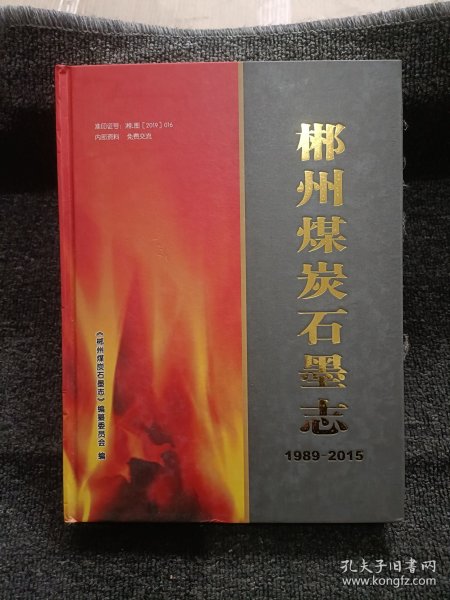 准印证号：郴.图［2019］016
内部资料 免费交流
郴州煤炭石墨志
1989-2015
《郴州煤炭石墨志》编纂委员会 编
孔夫子旧书网
www.kongfz.com